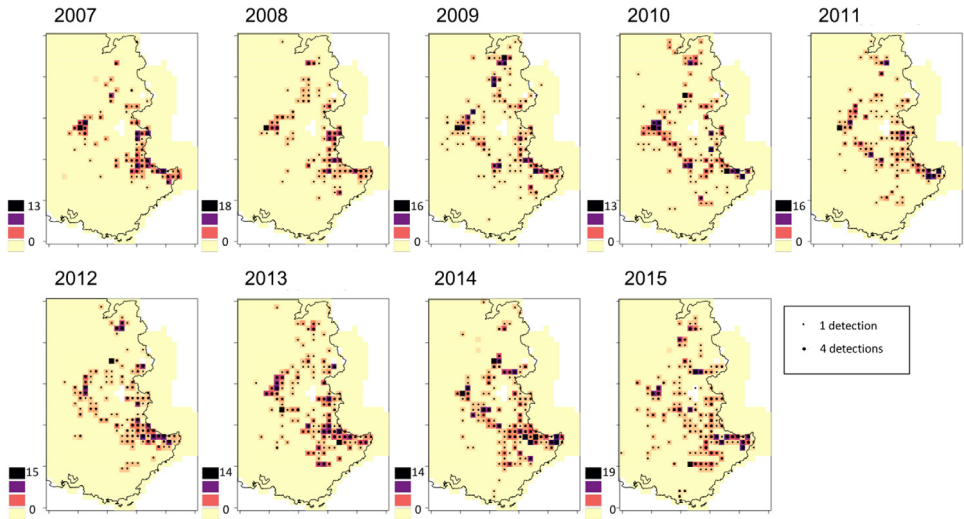 2007 2008 2009 2010 2011
13 18 16 13 16
0 0 0 0 0
2012 2013 2014 2015
1 detection
4 detections
15 14 14 19
0 0 0 0